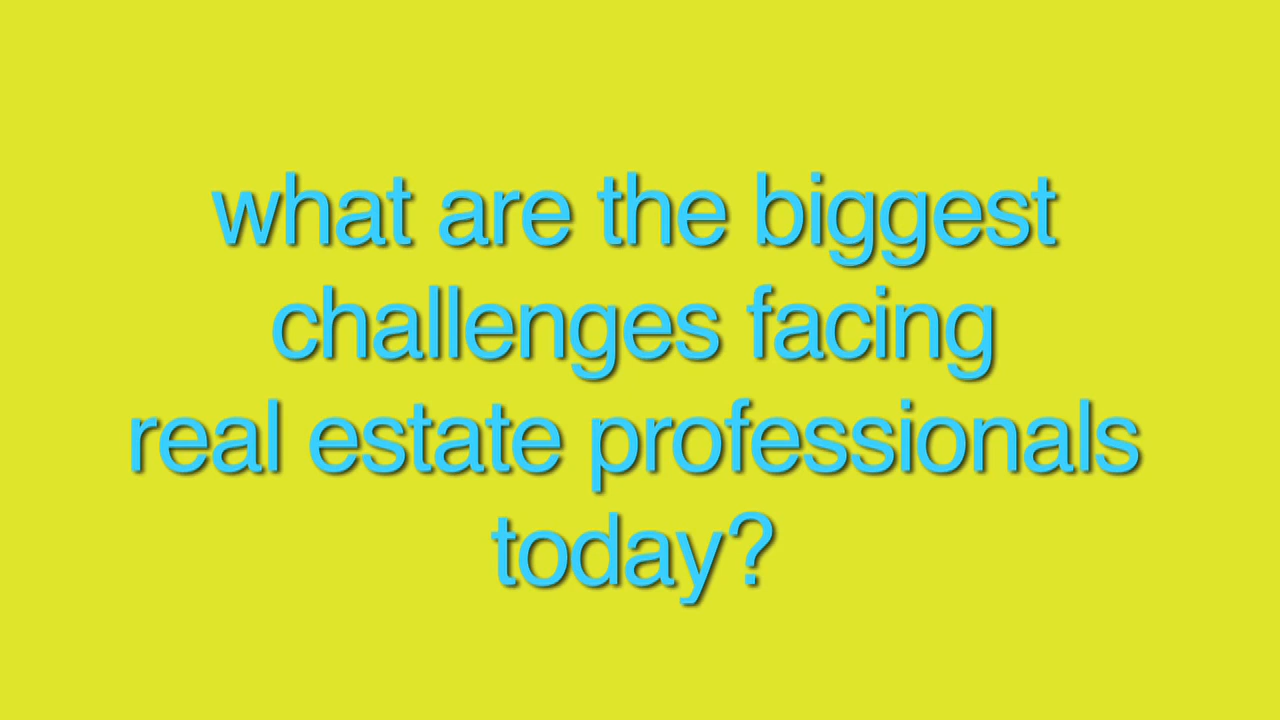 what are the biggest
challenges facing
real estate professionals
today?